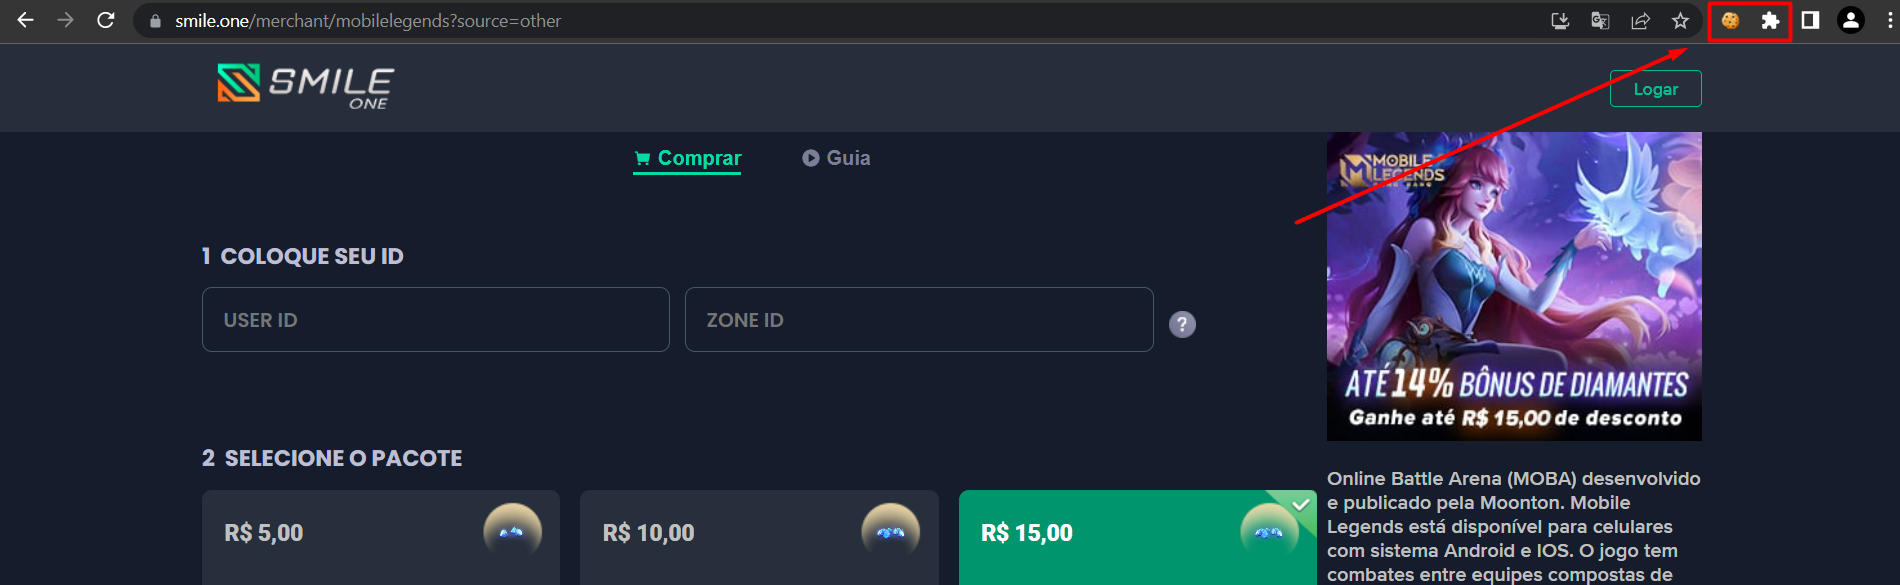 smile.one/merchant/mobilelegends?source=other
SMILE
ONE
Logar
Comprar
Guia
1 COLOQUE SEU ID
USER ID
ZONE ID
?
2 SELECIONE O PACOTE
R$ 5,00
R$ 10,00
R$ 15,00
MOBILE
LEGENDS
BANG BANG
ATÉ 14% BÔNUS DE DIAMANTES
Ganhe até R$ 15,00 de desconto
Online Battle Arena (MOBA) desenvolvido
e publicado pela Moonton. Mobile
Legends está disponível para celulares
com sistema Android e IOS. O jogo tem
combates entre equipes compostas de